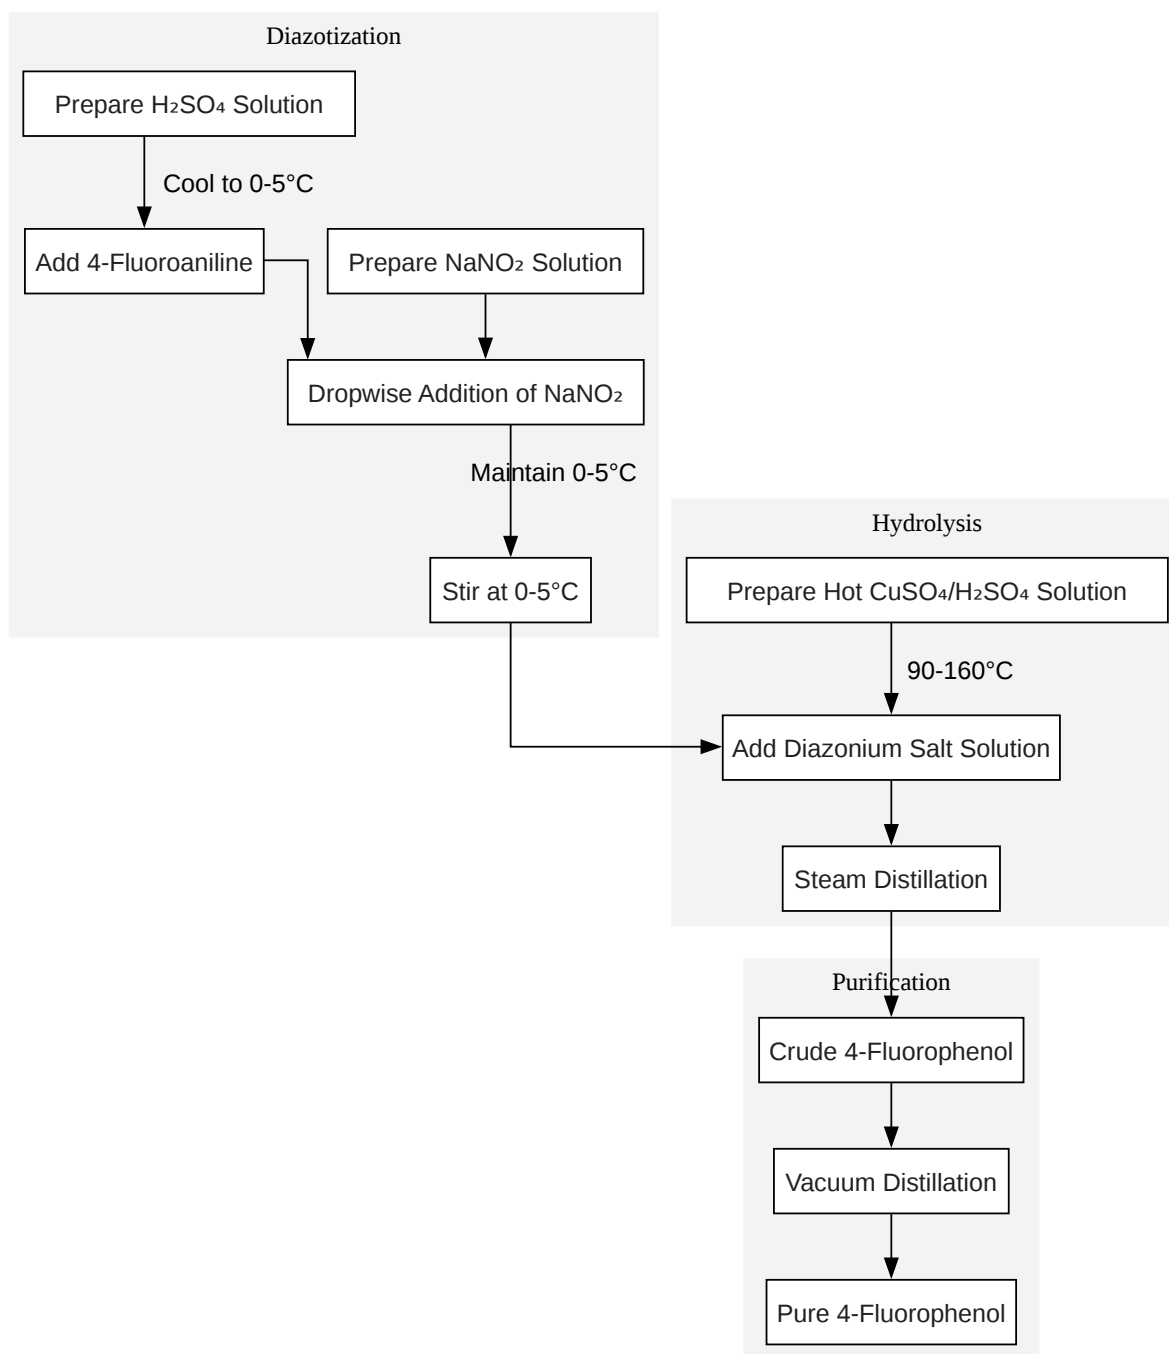 Diazotization
Prepare H₂SO₄ Solution
Cool to 0-5°C
Add 4-Fluoroaniline
Prepare NaNO₂ Solution
Dropwise Addition of NaNO₂
Maintain 0-5°C
Stir at 0-5°C
Hydrolysis
Prepare Hot CuSO₄/H₂SO₄ Solution
90-160°C
Add Diazonium Salt Solution
Steam Distillation
Purification
Crude 4-Fluorophenol
Vacuum Distillation
Pure 4-Fluorophenol